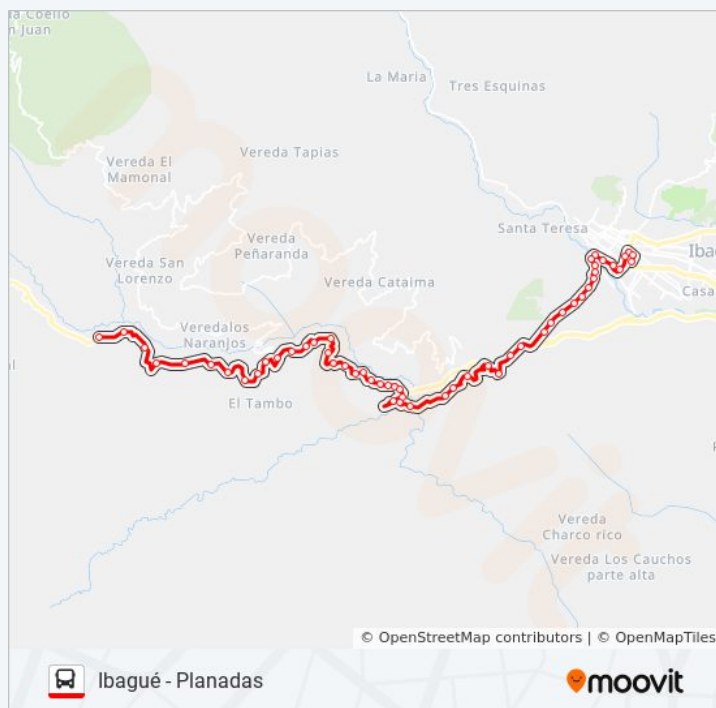 da Coello
n Juan
La Maria
Tres Esquinas
Vereda El
Mamonal
Vereda Tapias
Santa Teresa
Ibag
Vereda
Peñaranda
Vereda San
Lorenzo
Vereda Cataima
Casa
Veredalos
Naranjos
al
El Tambo
Vereda
Charco rico
Vereda Los Cauchos
parte alta
© OpenStreetMap contributors | © OpenMapTiles
Ibagué - Planadas
moovit